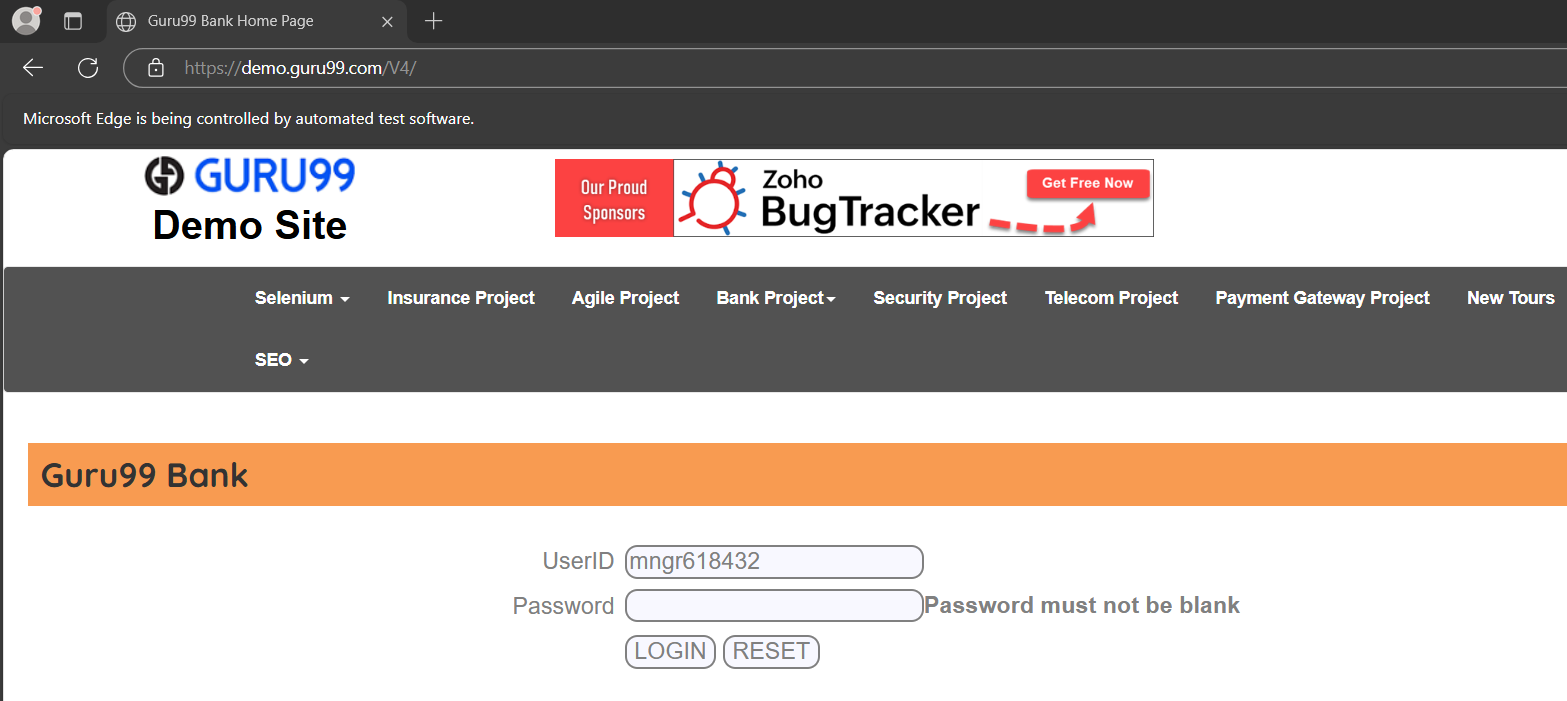 Guru99 Bank Home Page
https://demo.guru99.com/V4/
Microsoft Edge is being controlled by automated test software.
GURU99
Demo Site
Our Proud
Sponsors
Zoho
BugTracker
Get Free Now
Selenium Insurance Project Agile Project Bank Project Security Project Telecom Project Payment Gateway Project New Tours
SEO
Guru99 Bank
UserID mngr618432
Password Password must not be blank
LOGIN RESET